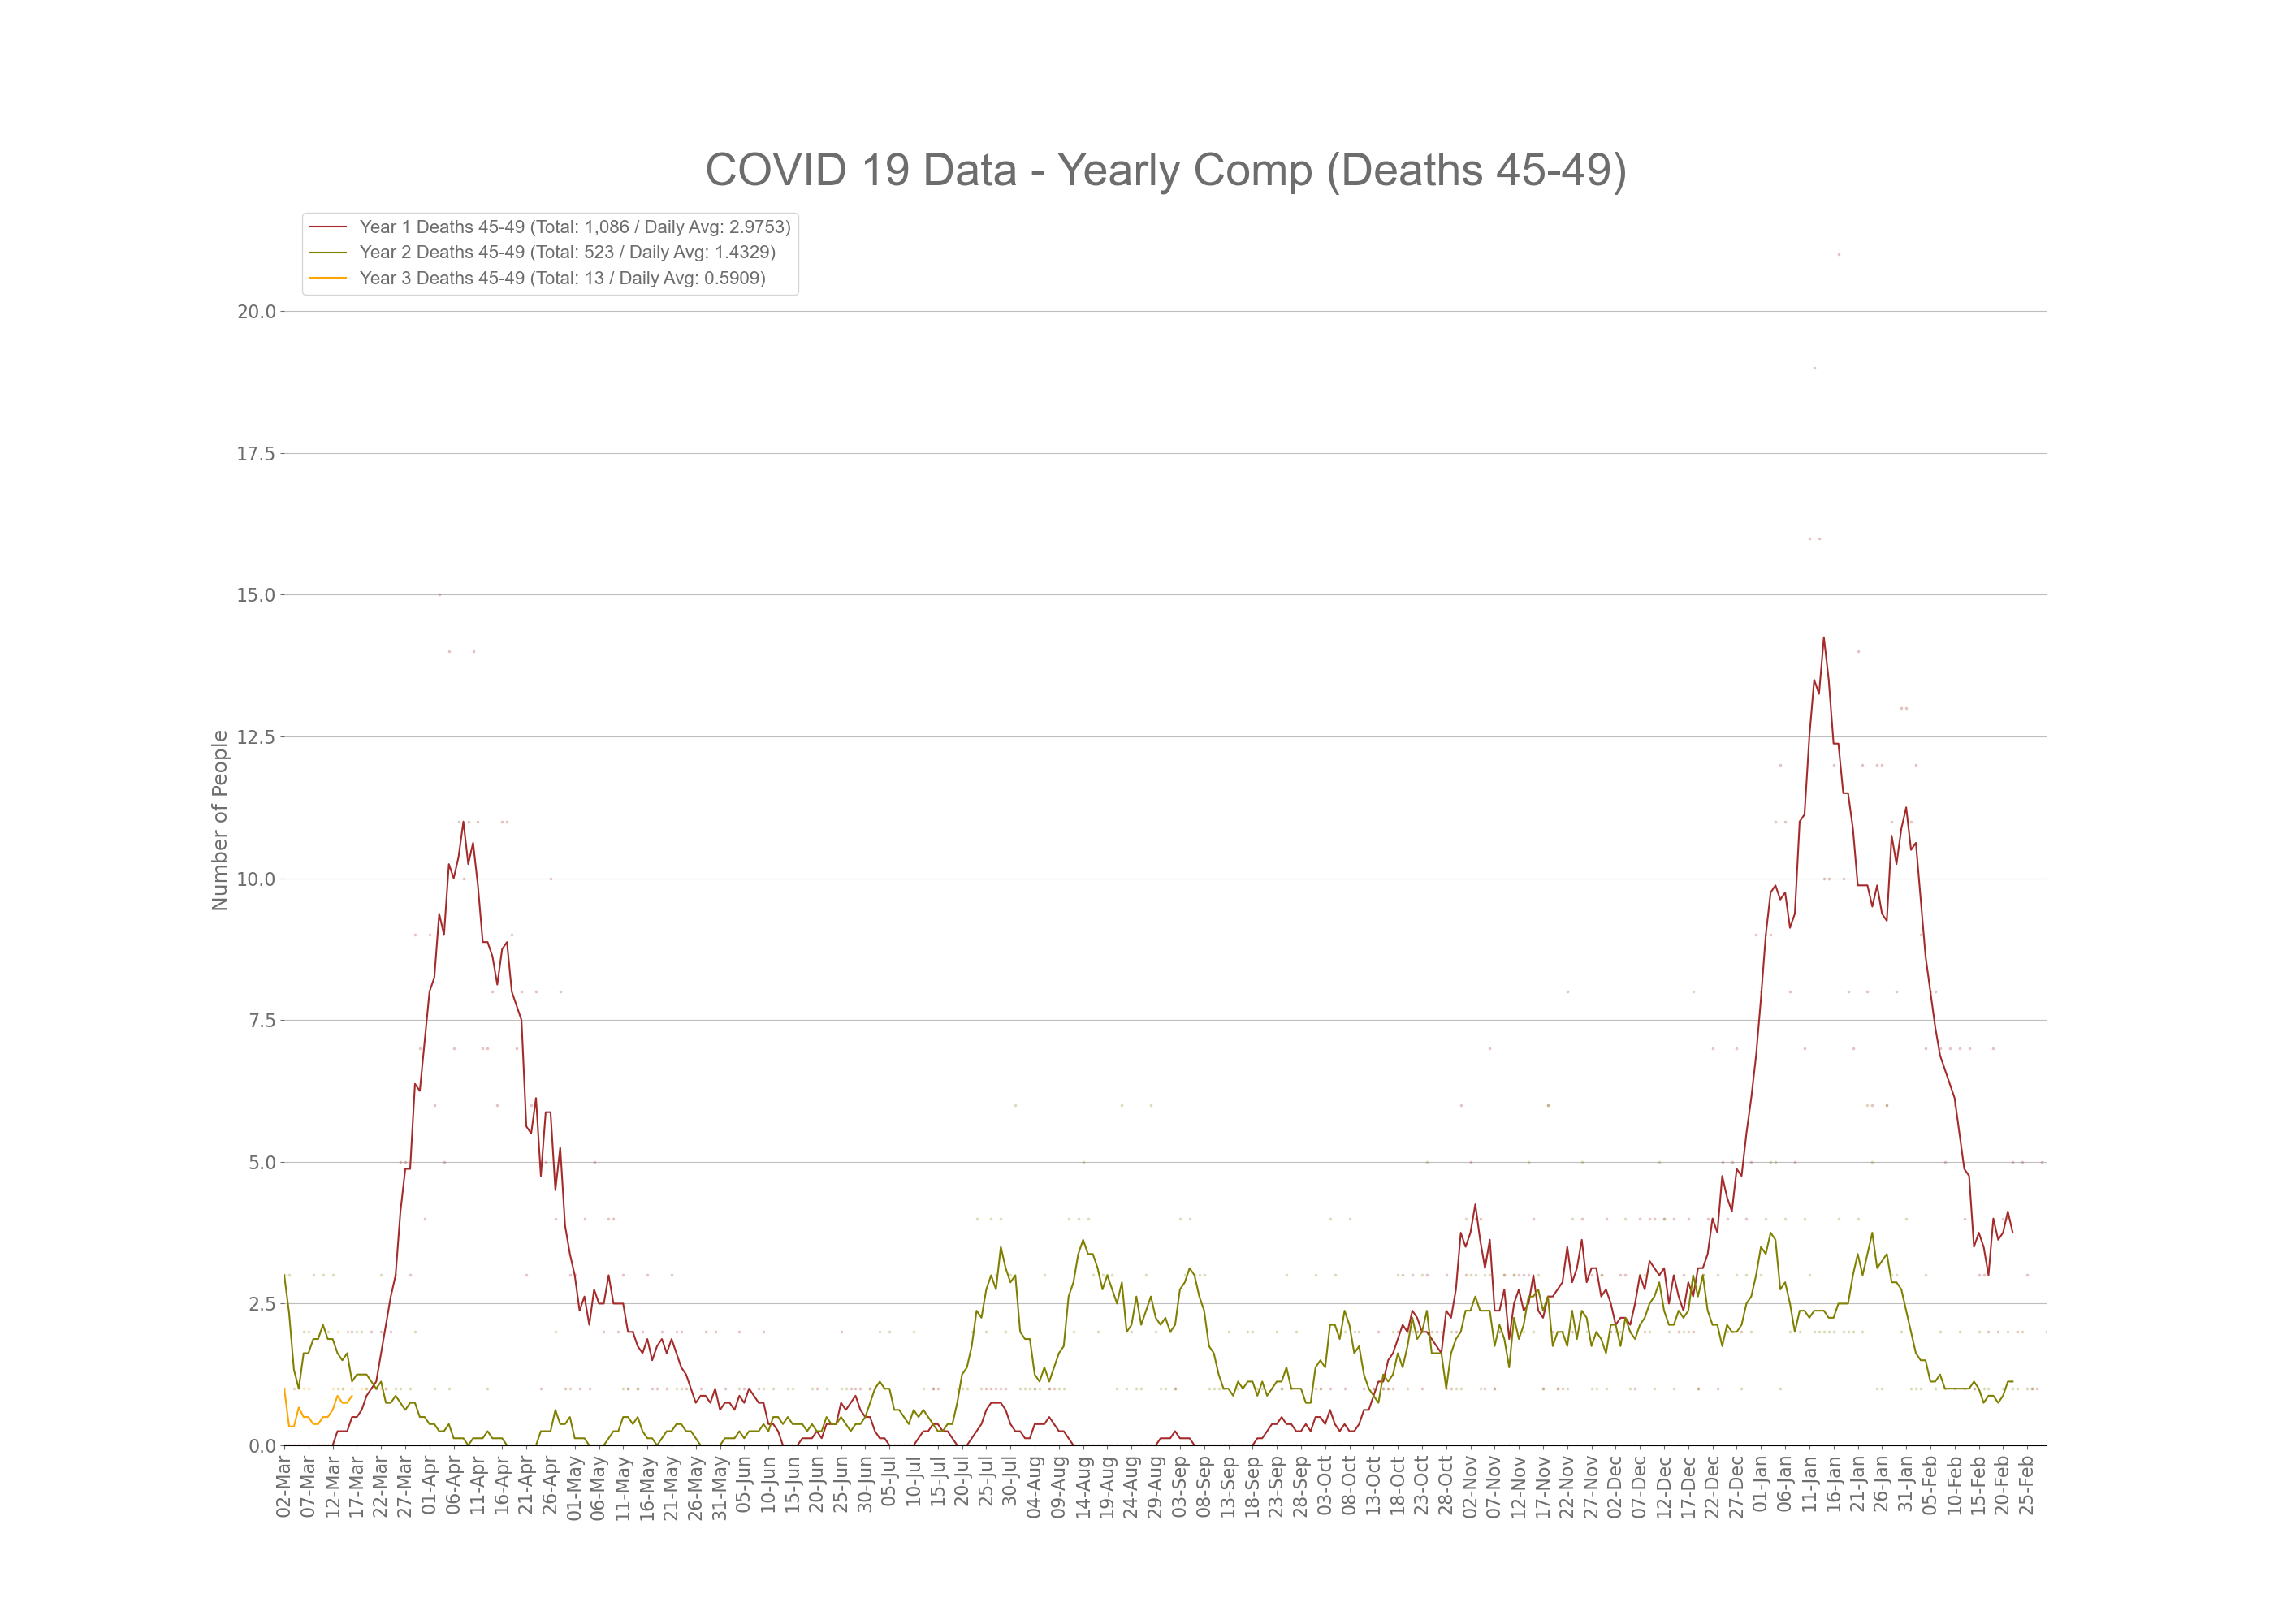 COVID 19 Data - Yearly Comp (Deaths 45-49)
Year 1 Deaths 45-49 (Total: 1,086 / Daily Avg: 2.9753)
Year 2 Deaths 45-49 (Total: 523 / Daily Avg: 1.4329)
Year 3 Deaths 45-49 (Total: 13 / Daily Avg: 0.5909)
20.0
17.5
15.0
12.5
10.0
7.5
5.0
2.5
0.0
Number of People
02-Mar
07-Mar
12-Mar
17-Mar
22-Mar
27-Mar
01-Apr
06-Apr
11-Apr
16-Apr
21-Apr
26-Apr
01-May
06-May
11-May
16-May
21-May
26-May
31-May
05-Jun
10-Jun
15-Jun
20-Jun
25-Jun
30-Jun
05-Jul
10-Jul
15-Jul
20-Jul
25-Jul
30-Jul
04-Aug
09-Aug
14-Aug
19-Aug
24-Aug
29-Aug
03-Sep
08-Sep
13-Sep
18-Sep
23-Sep
28-Sep
03-Oct
08-Oct
13-Oct
18-Oct
23-Oct
28-Oct
02-Nov
07-Nov
12-Nov
17-Nov
22-Nov
27-Nov
02-Dec
07-Dec
12-Dec
17-Dec
22-Dec
27-Dec
01-Jan
06-Jan
11-Jan
16-Jan
21-Jan
26-Jan
31-Jan
05-Feb
10-Feb
15-Feb
20-Feb
25-Feb